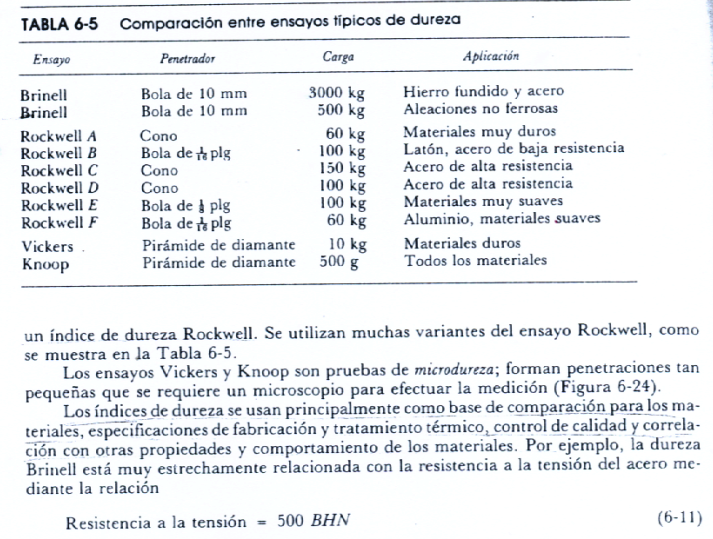 TABLA 6-5 Comparación entre ensayos típicos de dureza
Ensayo Penetrador Carga Aplicación
Brinell Bola de 10 mm 3000 kg Hierro fundido y acero
Brinell Bola de 10 mm 500 kg Aleaciones no ferrosas
Rockwell A Cono 60 kg Materiales muy duros
Rockwell B Bola de 1/16 plg 100 kg Latón, acero de baja resistencia
Rockwell C Cono 150 kg Acero de alta resistencia
Rockwell D Cono 100 kg Acero de alta resistencia
Rockwell E Bola de 1/8 plg 100 kg Materiales muy suaves
Rockwell F Bola de 1/16 plg 60 kg Aluminio, materiales suaves
Vickers Pirámide de diamante 10 kg Materiales duros
Knoop Pirámide de diamante 500 g Todos los materiales
un índice de dureza Rockwell. Se utilizan muchas variantes del ensayo Rockwell, como
se muestra en la Tabla 6-5.
Los ensayos Vickers y Knoop son pruebas de microdureza; forman penetraciones tan
pequeñas que se requiere un microscopio para efectuar la medición (Figura 6-24).
Los índices de dureza se usan principalmente como base de comparación para los ma-
teriales, especificaciones de fabricación y tratamiento térmico, control de calidad y correla-
ción con otras propiedades y comportamiento de los materiales. Por ejemplo, la dureza
Brinell está muy estrechamente relacionada con la resistencia a la tensión del acero me-
diante la relación
Resistencia a la tensión = 500 BHN (6-11)